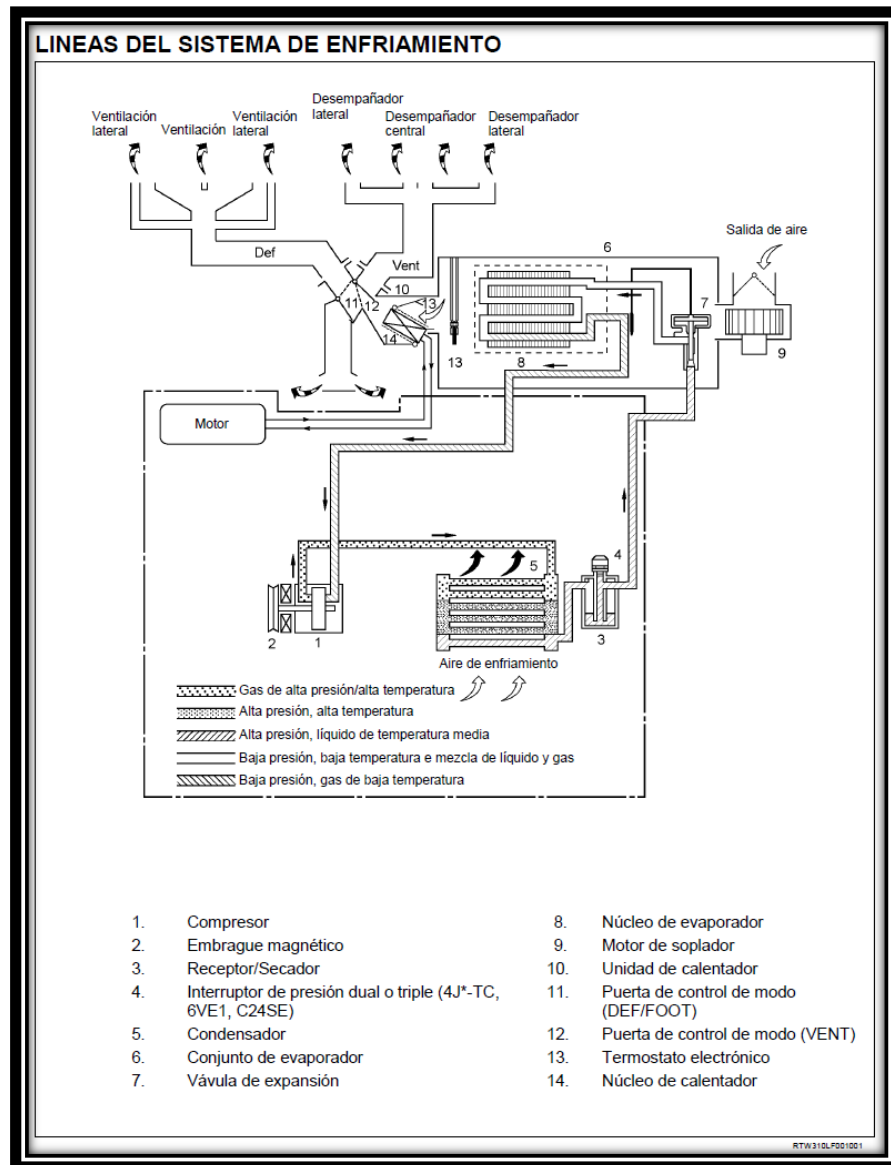 LINEAS DEL SISTEMA DE ENFRIAMIENTO
Ventilación
lateral
Ventilación
Ventilación
lateral
Desempañador
lateral
Desempañador
central
Desempañador
lateral
Def
Vent
6
Salida de aire
10
11
12
13
14
13
8
7
9
Motor
5
4
2
1
3
Aire de enfriamiento
Gas de alta presión/alta temperatura
Alta presión, alta temperatura
Alta presión, líquido de temperatura media
Baja presión, baja temperatura e mezcla de líquido y gas
Baja presión, gas de baja temperatura
1. Compresor
2. Embrague magnético
3. Receptor/Secador
4. Interruptor de presión dual o triple (4J*-TC,
6VE1, C24SE)
5. Condensador
6. Conjunto de evaporador
7. Vávula de expansión
8. Núcleo de evaporador
9. Motor de soplador
10. Unidad de calentador
11. Puerta de control de modo
(DEF/FOOT)
12. Puerta de control de modo (VENT)
13. Termostato electrónico
14. Núcleo de calentador
RTW310LF001001